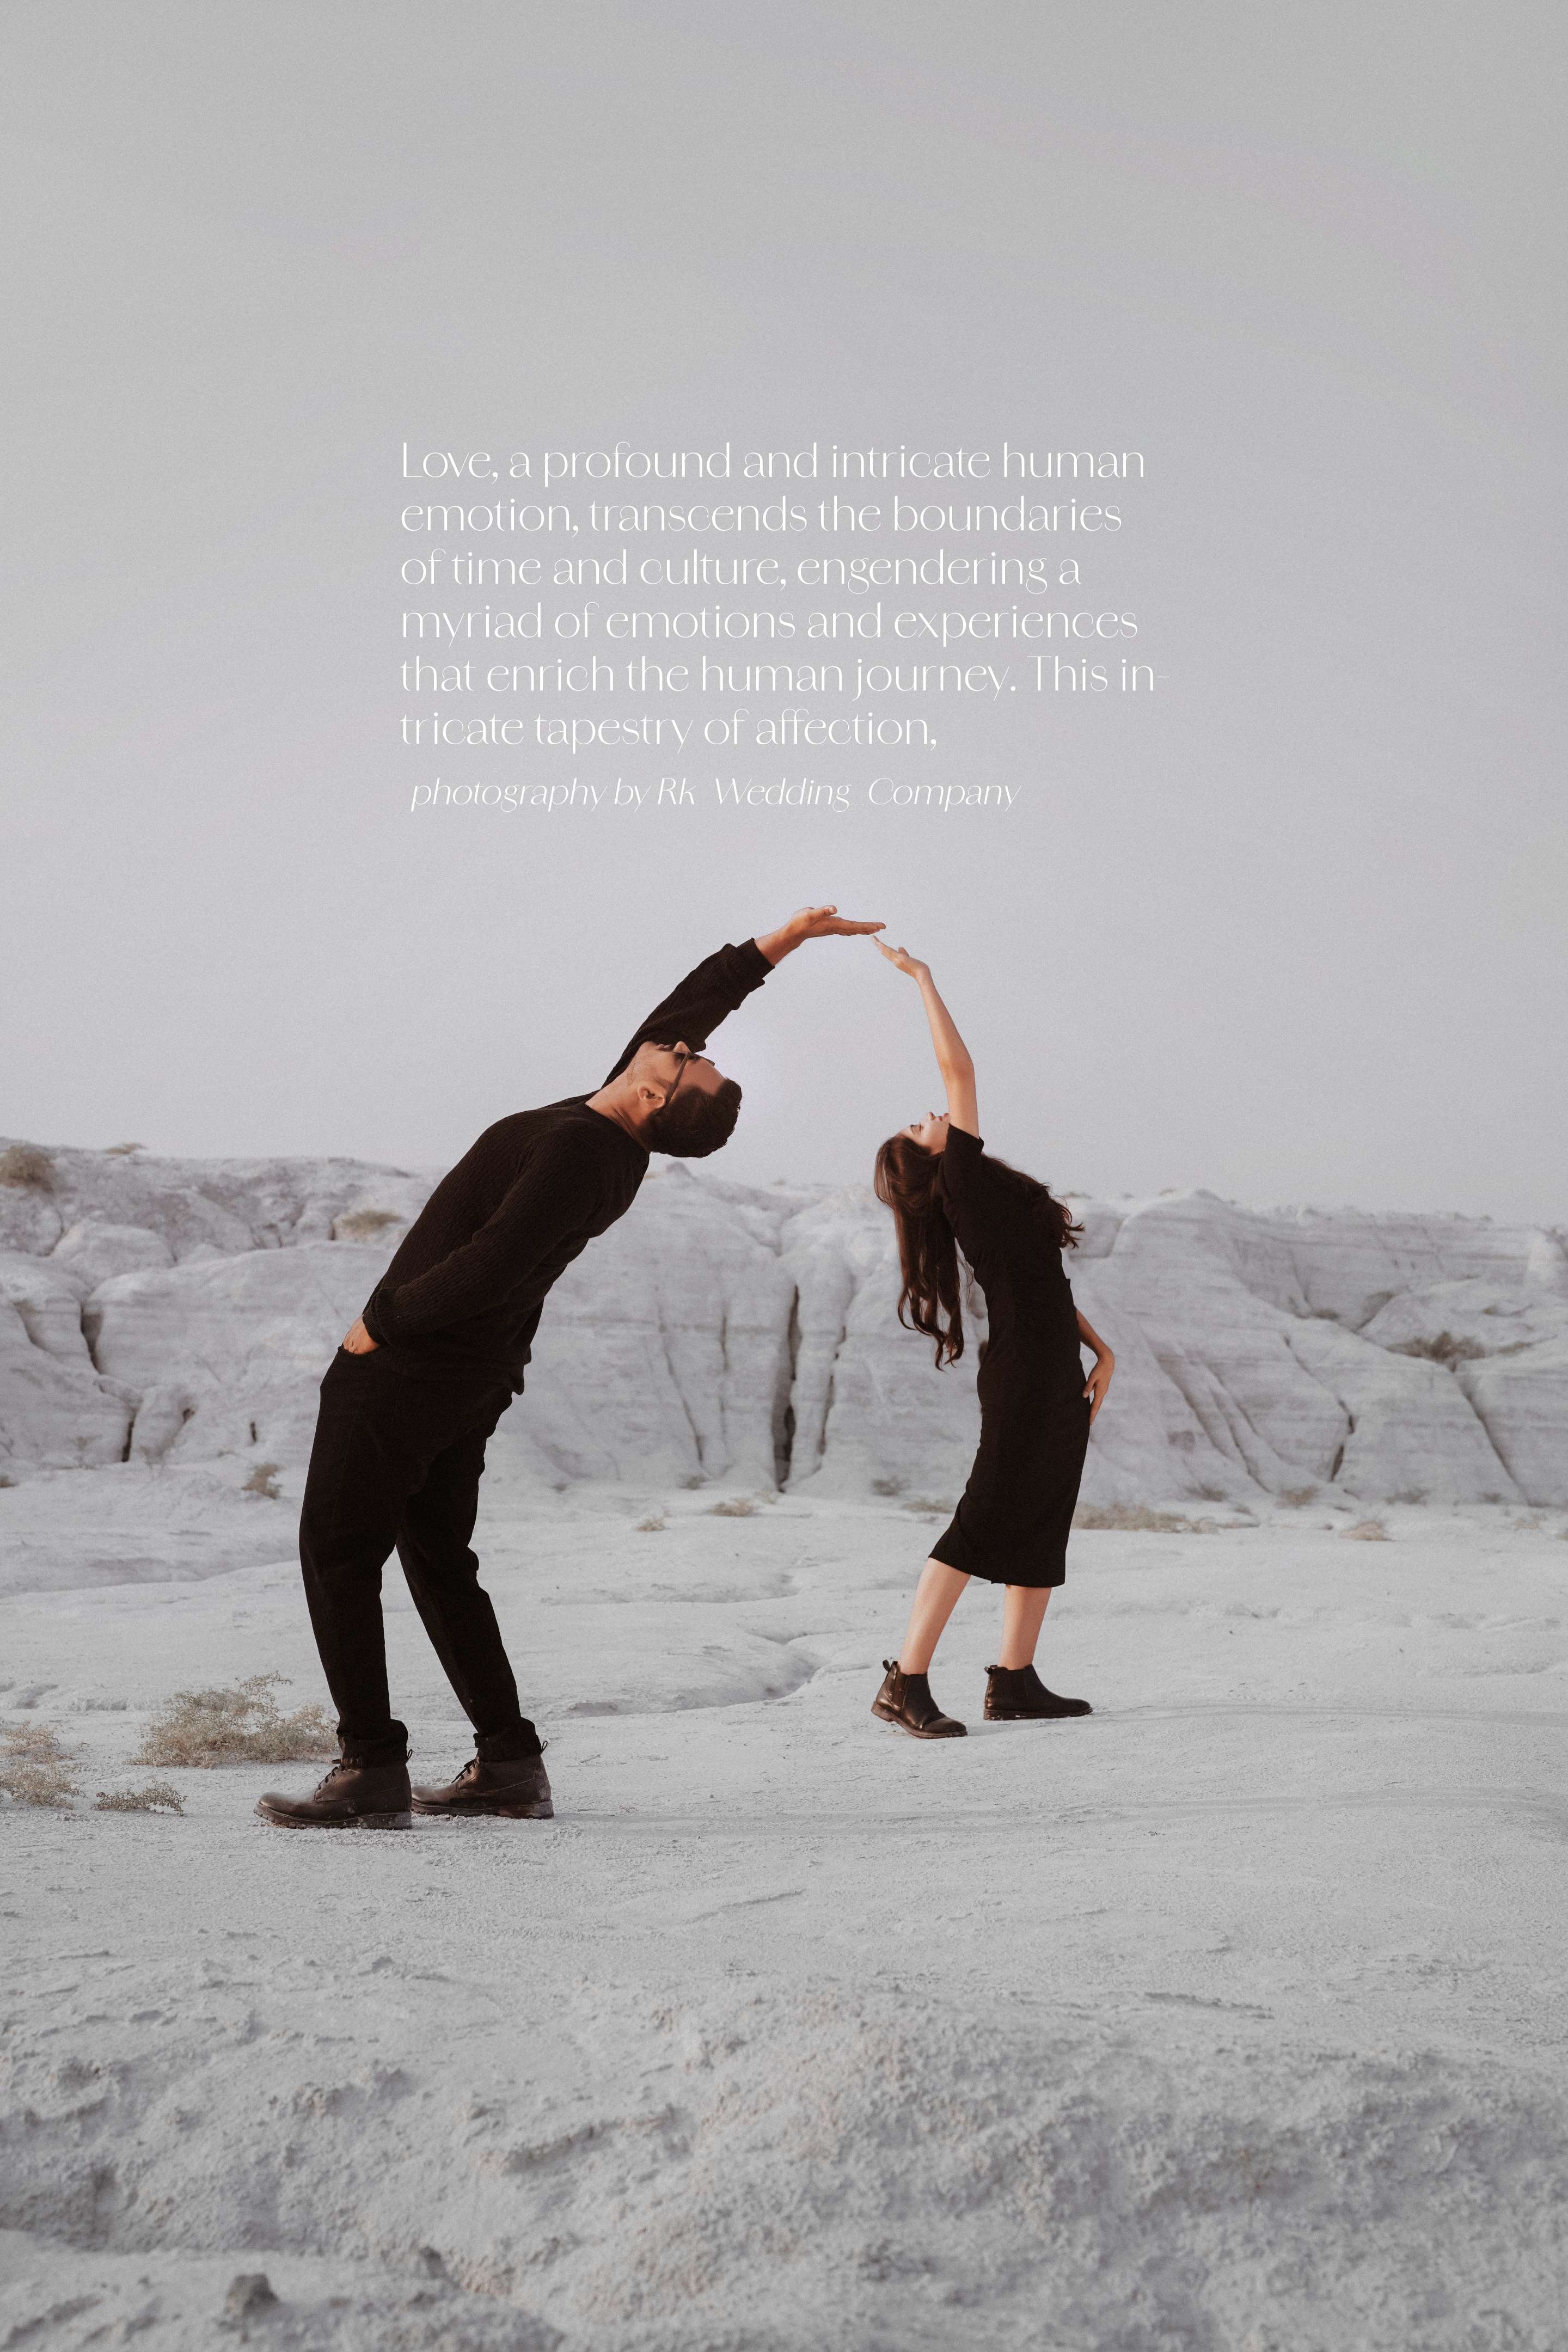 Love, a profound and intricate human
emotion, transcends the boundaries
of time and culture, engendering a
myriad of emotions and experiences
that enrich the human journey. This in-
tricate tapestry of affection,
photography by Rk_Wedding_Company